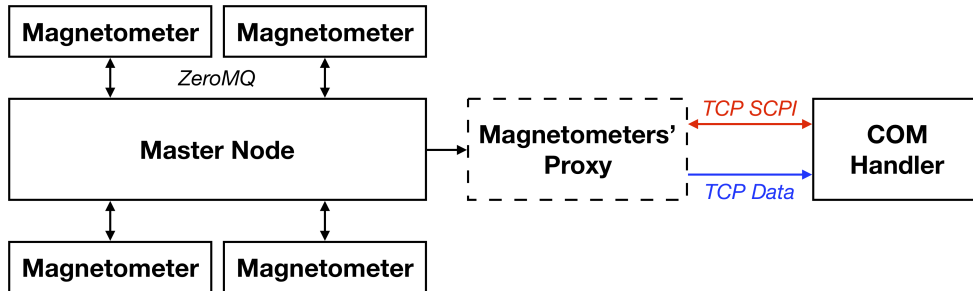 Magnetometer Magnetometer
ZeroMQ
Master Node
Magnetometers’
Proxy
TCP SCPI
TCP Data
COM
Handler
Magnetometer Magnetometer